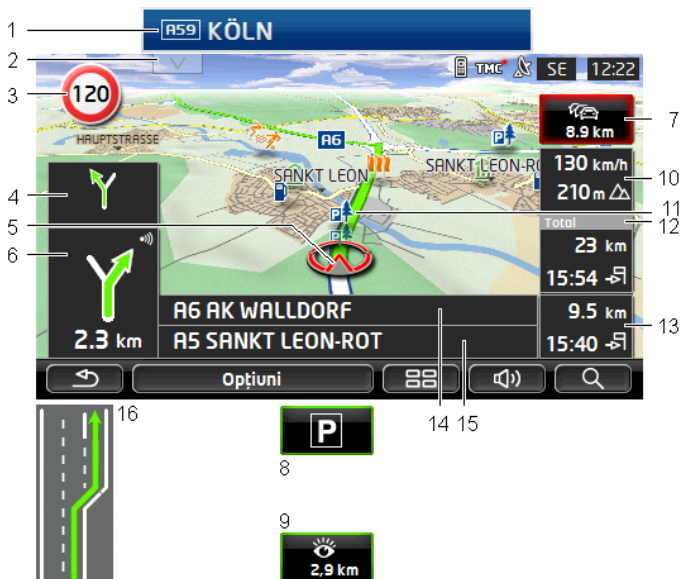 1
A59 KÖLN
2
TMC SE 12:22
3
120
HAUPTSTRASSE
A6
P
8.9 km
7
SANKT LEON
SANKT LEON-RO
130 km/h
10
210 m
4
P
11
P
Total
12
5
23 km
6
15:54
A6 AK WALLDORF
9.5 km
13
2.3 km
A5 SANKT LEON-ROT
15:40
Opțiuni
14 15
16
P
8
9
2,9 km